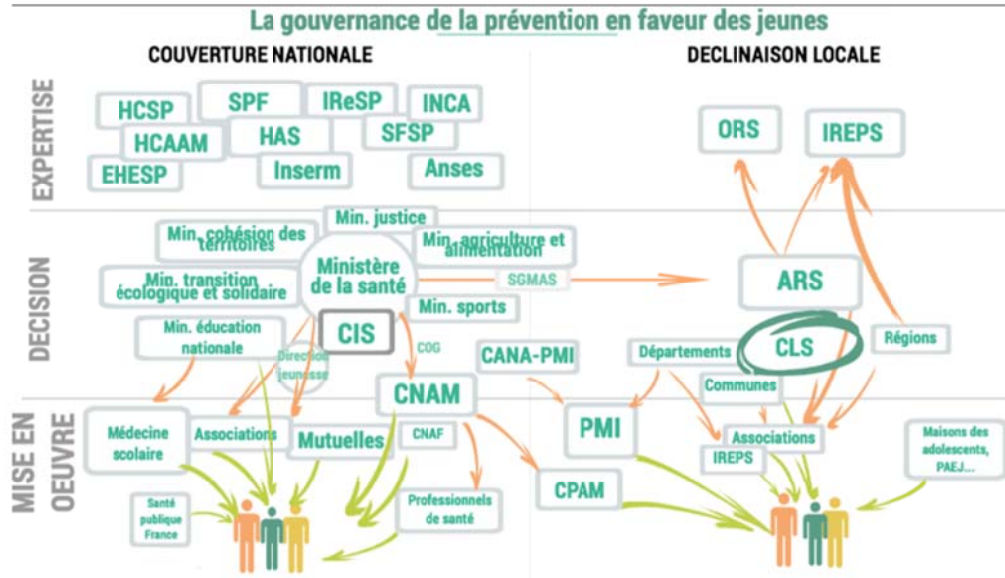 La gouvernance de la prévention en faveur des jeunes
COUVERTURE NATIONALE
DECLINAISON LOCALE
EXPERTISE
HCSP
SPF
IReSP
INCA
HCAAM
HAS
SFSP
EHESP
Inserm
Anses
ORS
IREPS
DECISION
Min. justice
Min. cohésion des
térritoires
Min. agriculture et
alimentation
Ministère
de la santé
Min. transition
écologique et solidaire
SGMAS
ARS
Min. sports
Min. éducation
nationale
CIS
Direction
jeunesse
COG
CANA-PMI
Départements
CLS
Régions
Communes
MISE EN
OEUVRE
CNAM
Médecine
scolaire
Associations
Mutuelles
CNAF
PMI
Associations
IREPS
Maisons des
adolescents,
PAEJ...
CPAM
Santé
publique
France
Professionnels
de santé